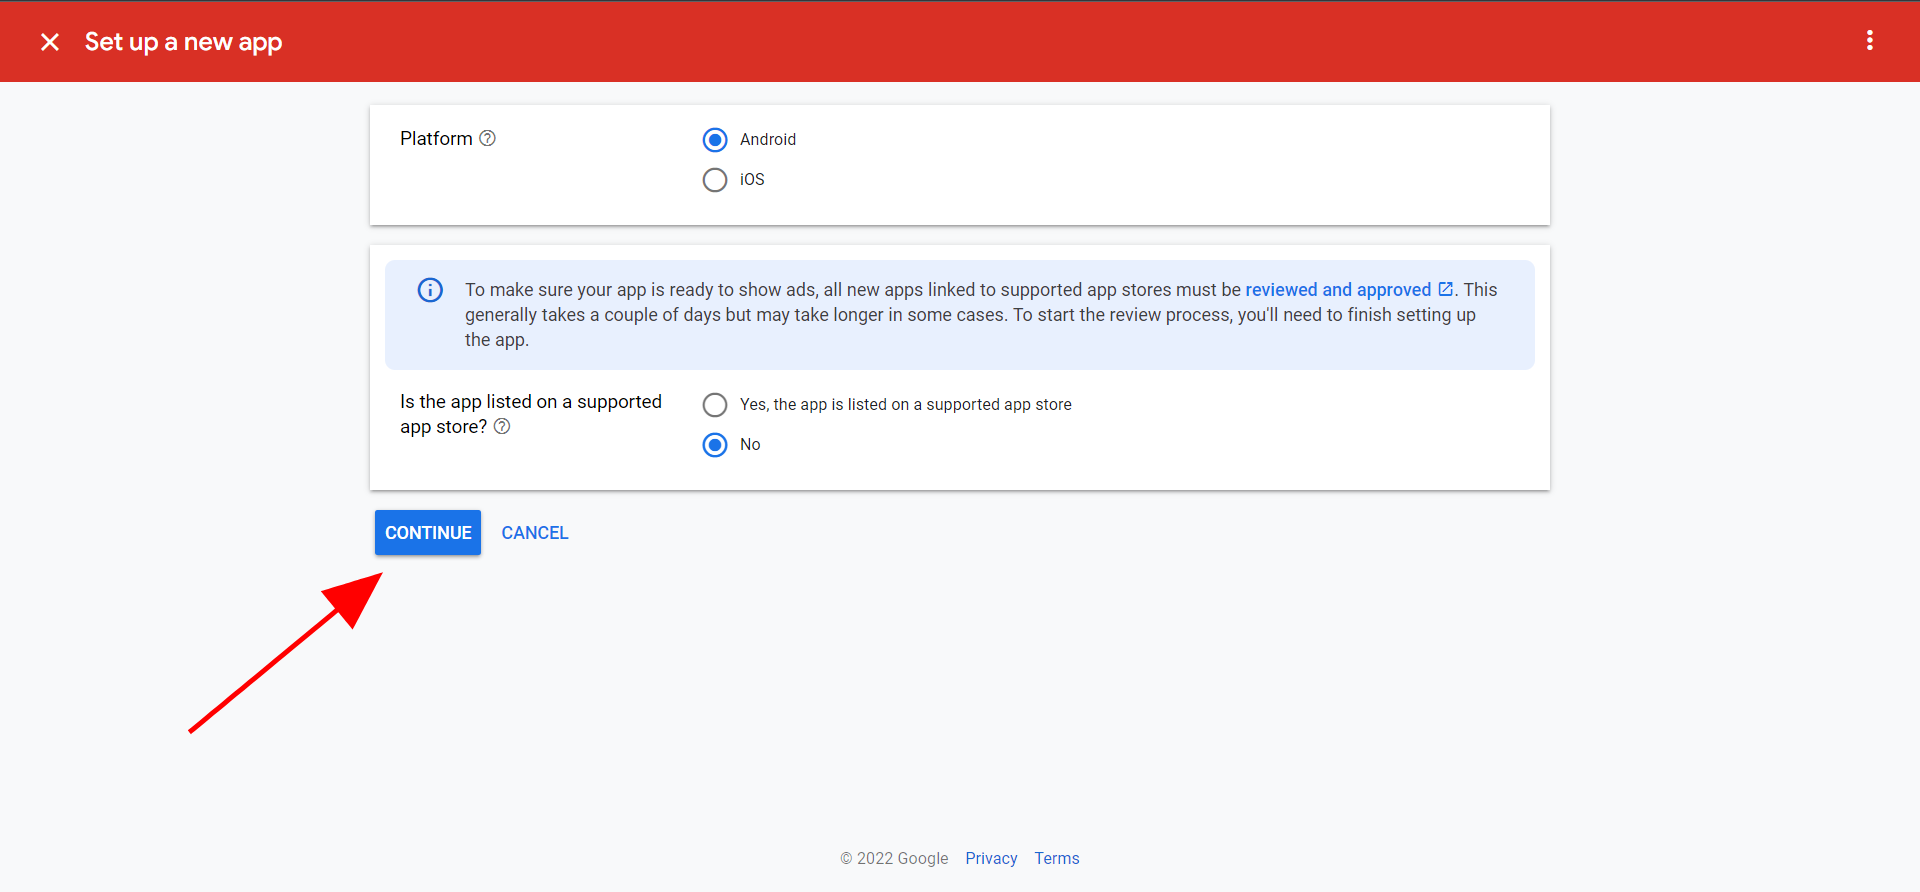 Set up a new app
Platform
Android
iOS
To make sure your app is ready to show ads, all new apps linked to supported app stores must be reviewed and approved. This
generally takes a couple of days but may take longer in some cases. To start the review process, you'll need to finish setting up
the app.
Is the app listed on a supported
app store?
Yes, the app is listed on a supported app store
No
CONTINUE CANCEL
© 2022 Google Privacy Terms